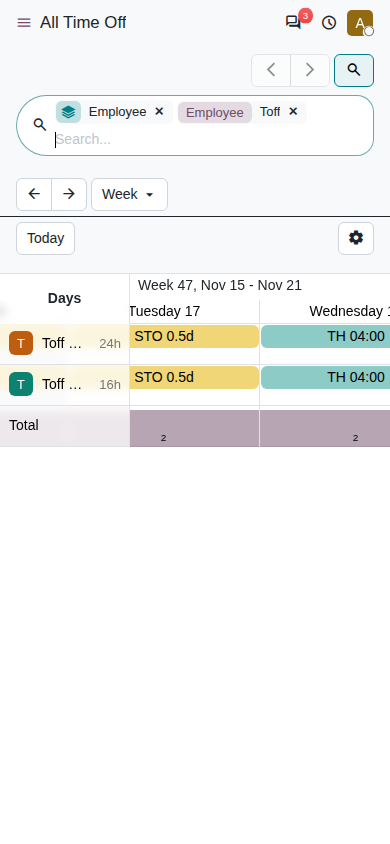 All Time Off
3
A
Employee ×
Employee Toff ×
Search...
Week
Today
Days
Week 47, Nov 15 - Nov 21
Tuesday 17
Wednesday 1
T Toff ... 24h
STO 0.5d
TH 04:00
T Toff ... 16h
STO 0.5d
TH 04:00
Total
2
2